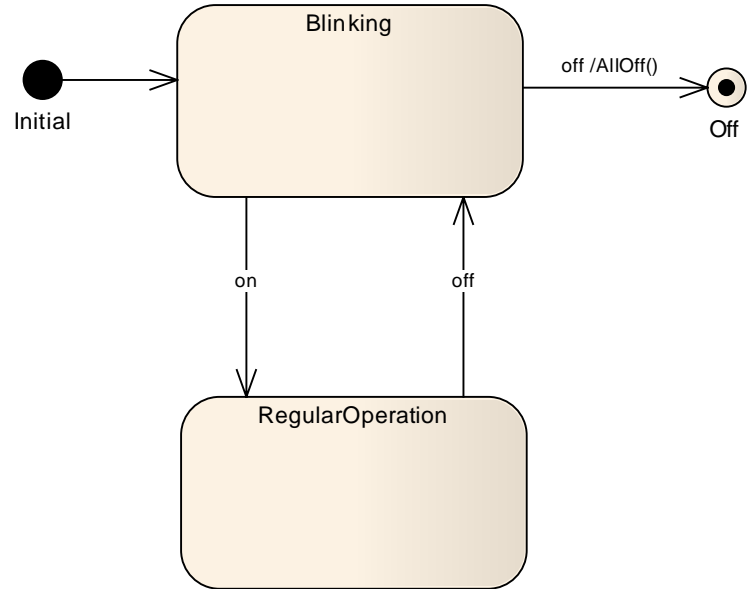 Blinking
off /AllOff()
Initial
Off
on
off
RegularOperation